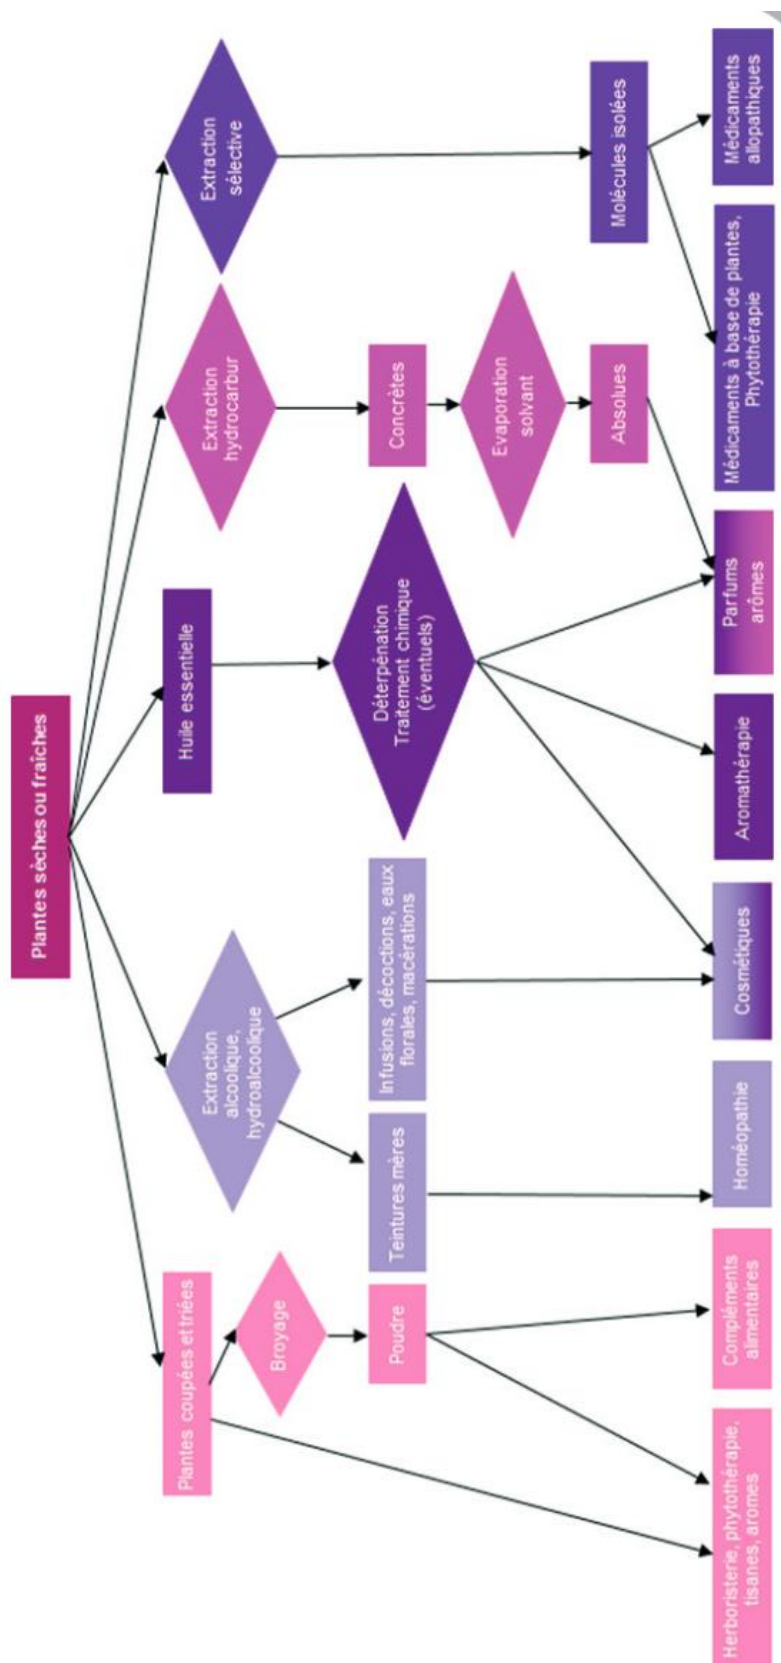 Plantes sèches ou fraîches
Plantes coupées et triées
Extraction
alcoolique,
hydroalcoolique
Huile essentielle
Extraction
hydrocarbur
Extraction
sélective
Broyage
Poudre
Teintures mères
Infusions, décoctions, eaux
florales, macérations
Déterpénation
Traitement chimique
(éventuels)
Concrètes
Evaporation
solvant
Absolues
Molécules isolées
Herboristerie, phytothérapie,
tisanes, aromes
Compléments
alimentaires
Homéopathie
Cosmétiques
Aromathérapie
Parfums
arômes
Médicaments à base de plantes,
Phytothérapie
Médicaments
allopathiques